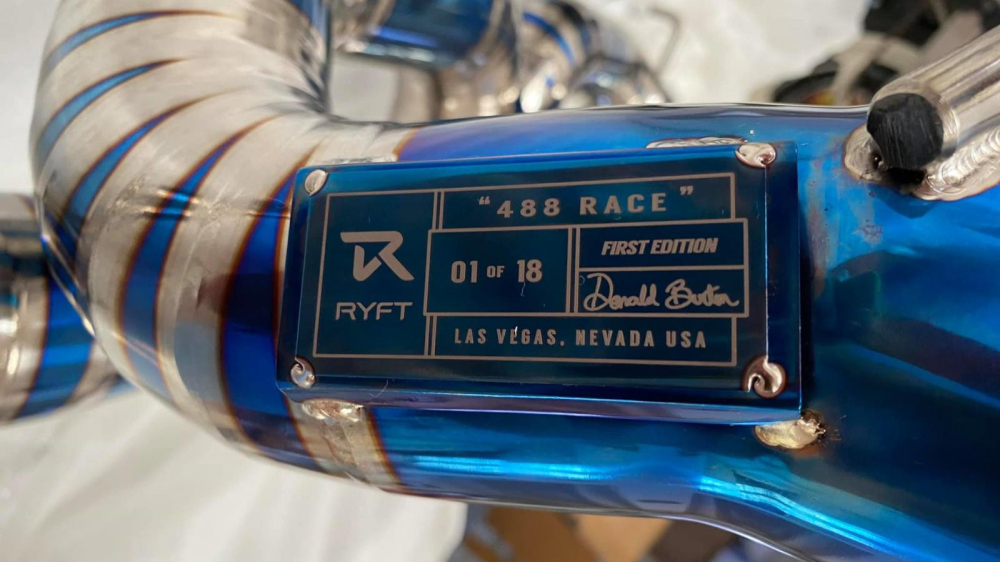 “488 RACE”
RYFT
01 OF 18
FIRST EDITION
Donald Burton
LAS VEGAS, NEVADA USA